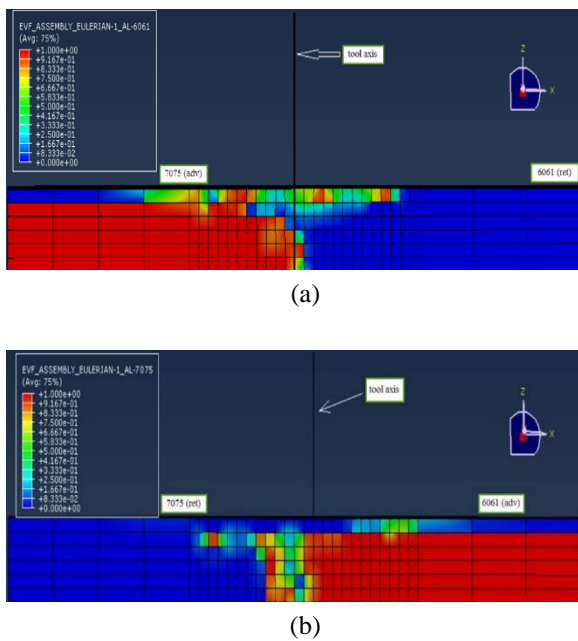 EVF_ASSEMBLY_EULERIAN-1_AL-6061
(Avg: 75%)
+1.000e+00
+9.167e-01
+8.333e-01
+7.500e-01
+6.667e-01
+5.833e-01
+5.000e-01
+4.167e-01
+3.333e-01
+2.500e-01
+1.667e-01
+8.333e-02
+0.000e+00
tool axis
Z
X
7075 (adv)
6061 (ret)
(a)
EVF_ASSEMBLY_EULERIAN-1_AL-7075
(Avg: 75%)
+1.000e+00
+9.167e-01
+8.333e-01
+7.500e-01
+6.667e-01
+5.833e-01
+5.000e-01
+4.167e-01
+3.333e-01
+2.500e-01
+1.667e-01
+8.333e-02
+0.000e+00
tool axis
Z
X
7075 (ret)
6061 (adv)
(b)